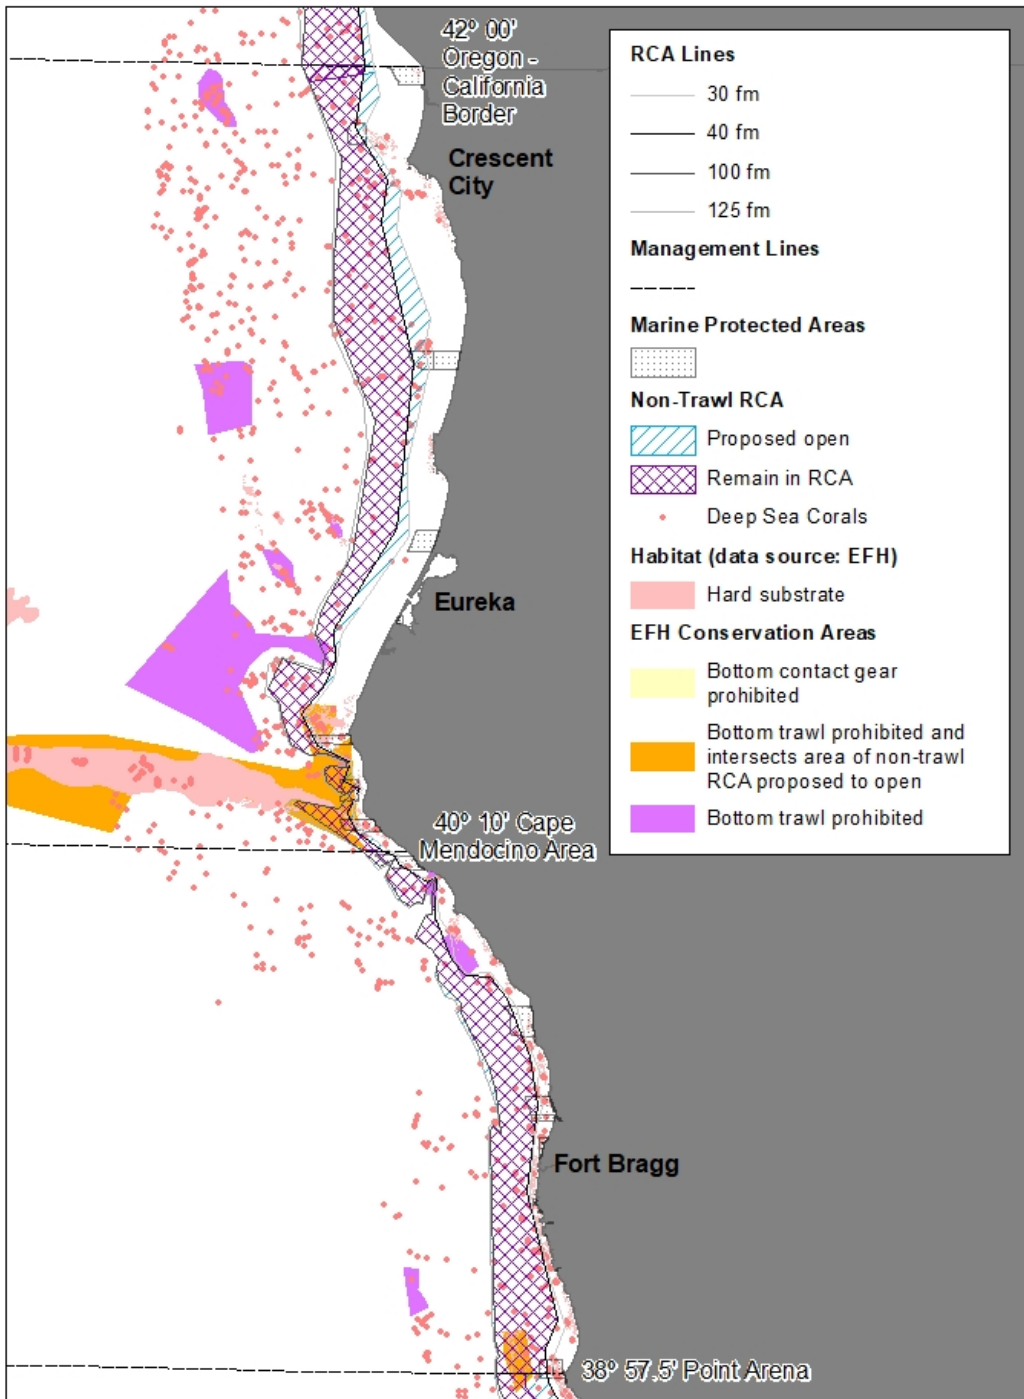 42° 00'
Oregon -
California
Border
Crescent
City
Eureka
40° 10' Cape
Mendocino Area
Fort Bragg
38° 57.5' Point Arena
RCA Lines
30 fm
40 fm
100 fm
125 fm
Management Lines
Marine Protected Areas
Non-Trawl RCA
Proposed open
Remain in RCA
Deep Sea Corals
Habitat (data source: EFH)
Hard substrate
EFH Conservation Areas
Bottom contact gear
prohibited
Bottom trawl prohibited and
intersects area of non-trawl
RCA proposed to open
Bottom trawl prohibited